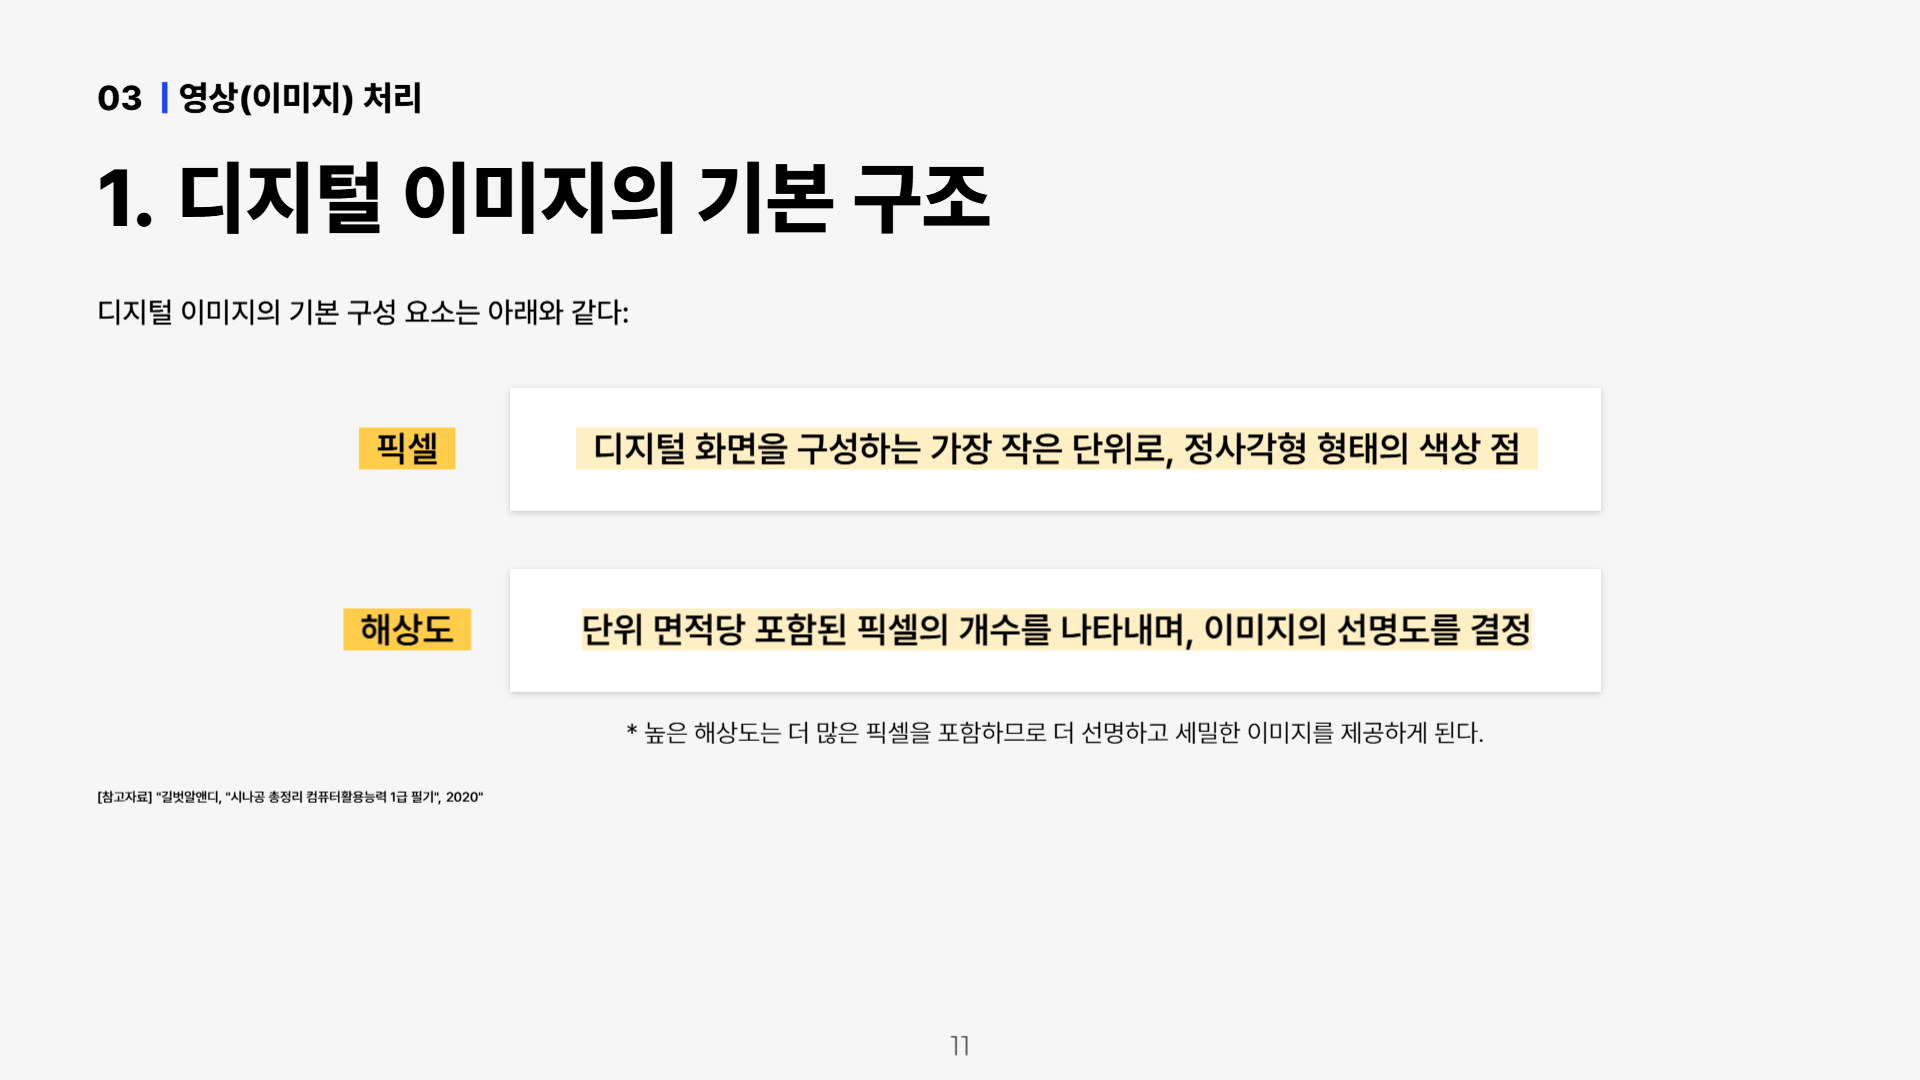 03 | 영상(이미지) 처리
1. 디지털 이미지의 기본 구조
디지털 이미지의 기본 구성 요소는 아래와 같다:
픽셀
디지털 화면을 구성하는 가장 작은 단위로, 정사각형 형태의 색상 점
해상도
단위 면적당 포함된 픽셀의 개수를 나타내며, 이미지의 선명도를 결정
* 높은 해상도는 더 많은 픽셀을 포함하므로 더 선명하고 세밀한 이미지를 제공하게 된다.
[참고자료] "길벗알앤디, "시나공 총정리 컴퓨터활용능력 1급 필기", 2020"
11